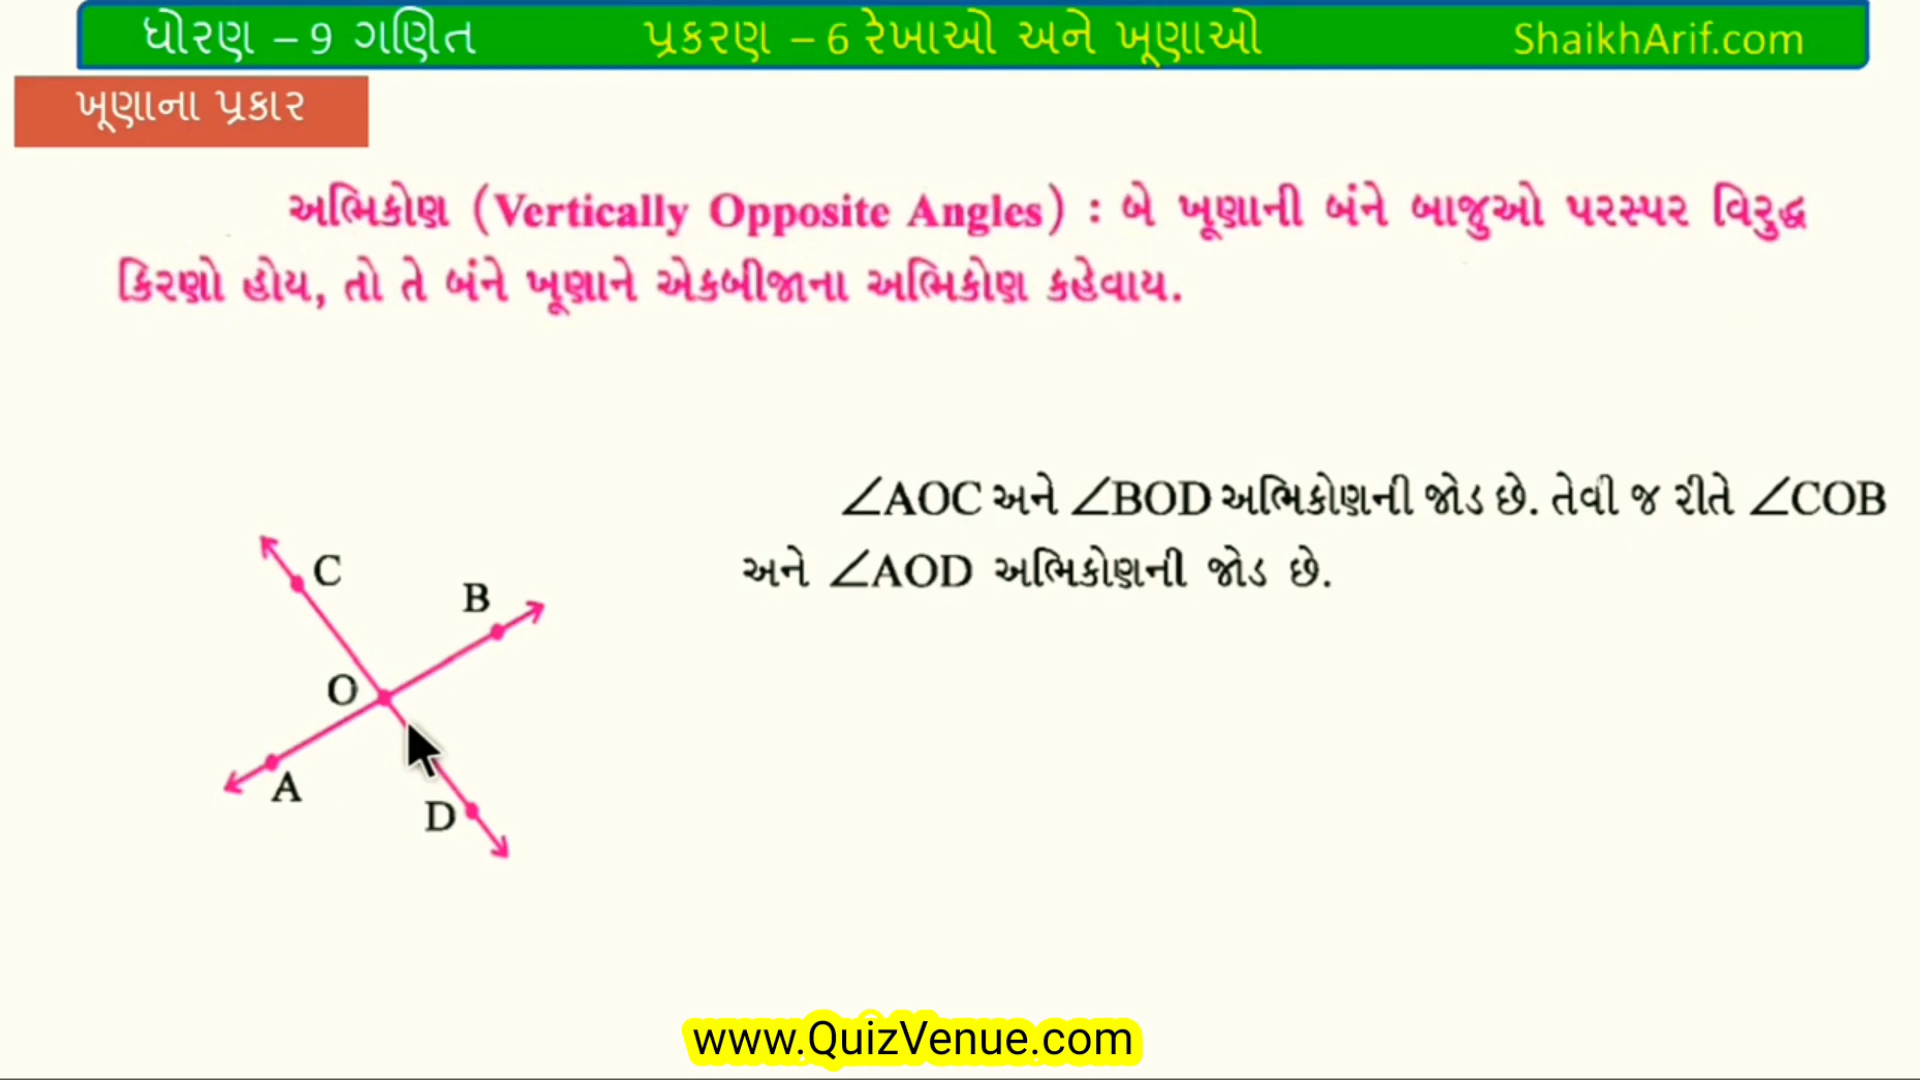 ધોરણ – 9 ગણિત પ્રકરણ – 6 રેખાઓ અને ખૂણાઓ ShaikhArif.com
ખૂણાના પ્રકાર
અભિકોણ (Vertically Opposite Angles) : બે ખૂણાની બંને બાજુઓ પરસ્પર વિરુદ્ધ
કિરણો હોય, તો તે બંને ખૂણાને એકબીજાના અભિકોણ કહેવાય.
∠AOC અને ∠BOD અભિકોણની જોડ છે. તેવી જ રીતે ∠COB
અને ∠AOD અભિકોણની જોડ છે.
C
B
O
A
D
www.QuizVenue.com